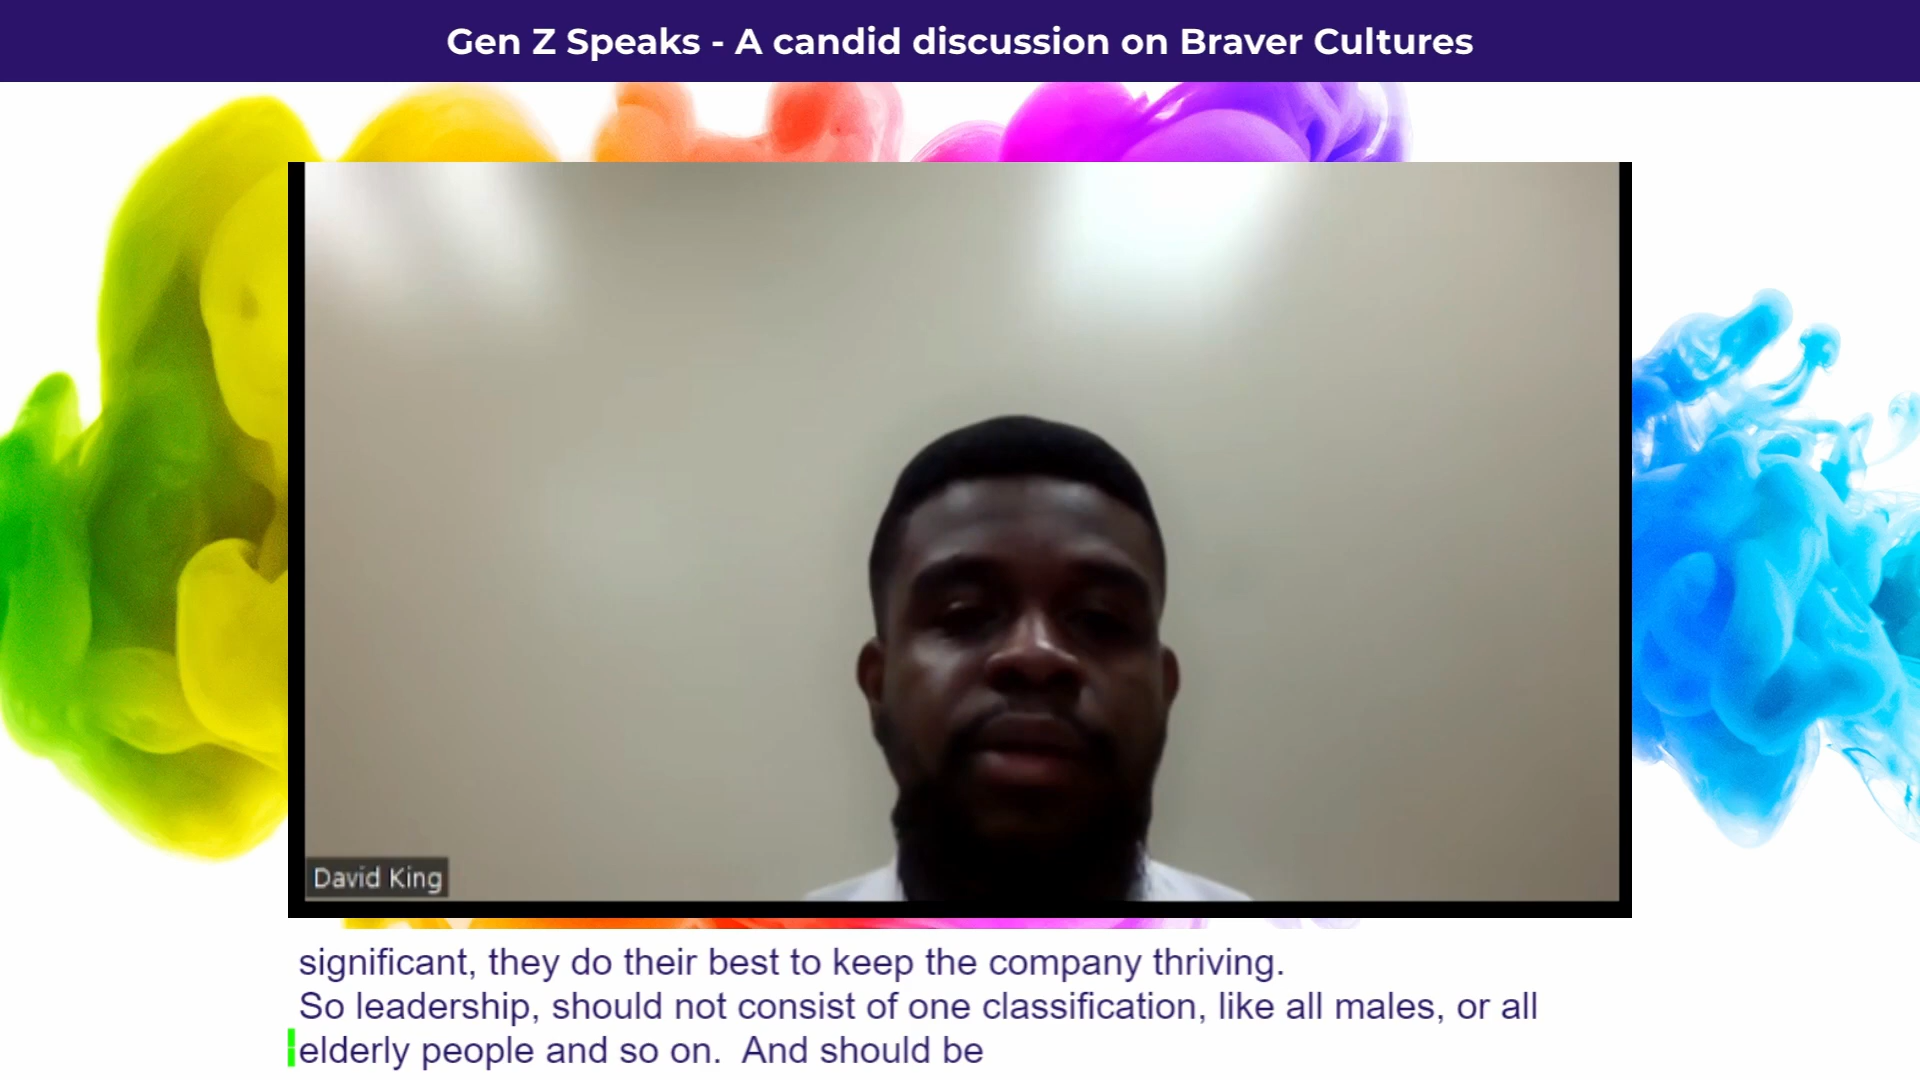 Gen Z Speaks - A candid discussion on Braver Cultures
David King
significant, they do their best to keep the company thriving.
So leadership, should not consist of one classification, like all males, or all
elderly people and so on.  And should be